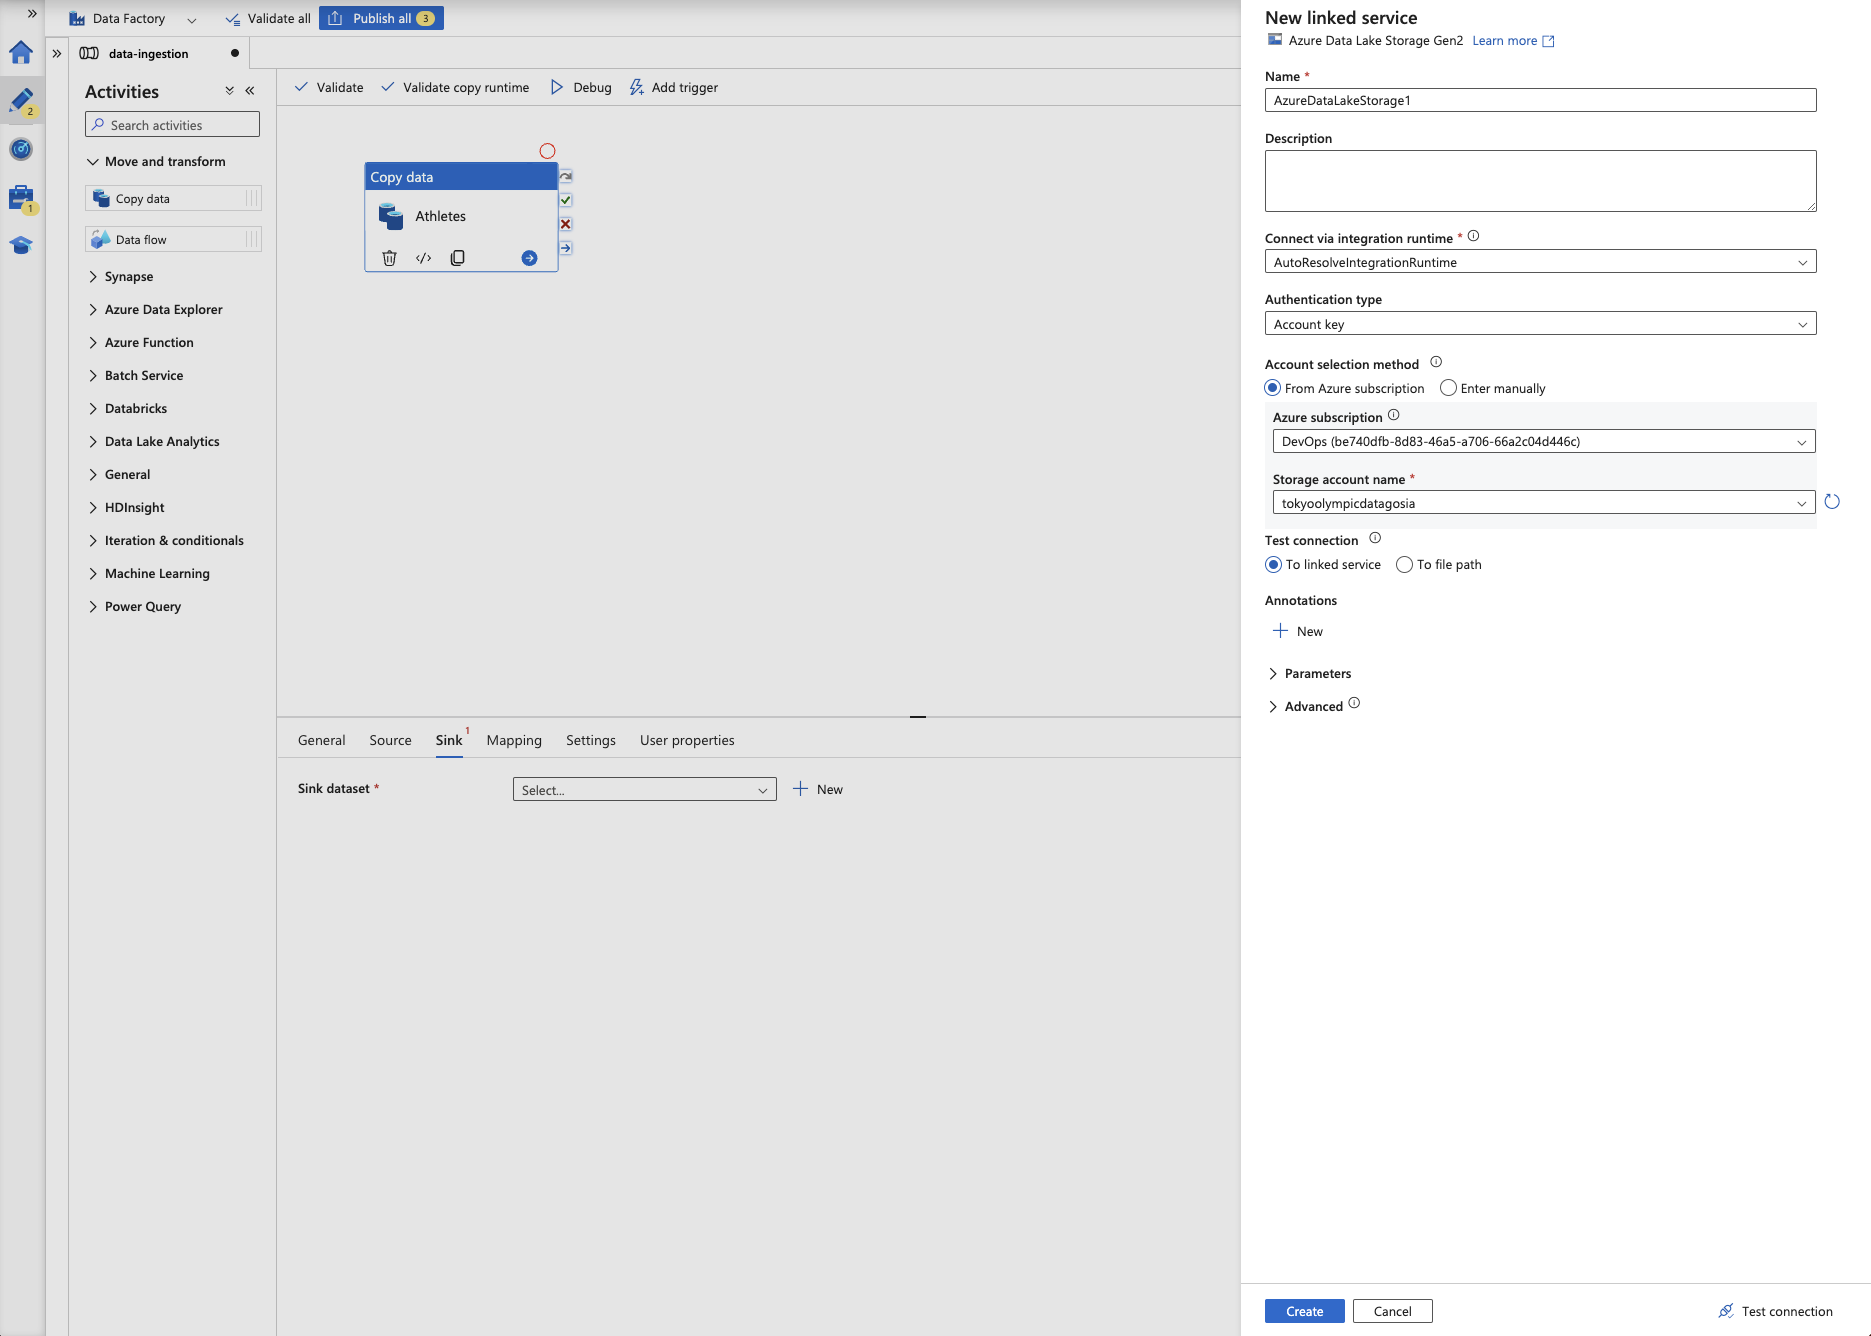 Data Factory
Validate all
Publish all 3
data-ingestion
2
1
Activities
Search activities
Move and transform
Copy data
Data flow
Synapse
Azure Data Explorer
Azure Function
Batch Service
Databricks
Data Lake Analytics
General
HDInsight
Iteration & conditionals
Machine Learning
Power Query
Validate
Validate copy runtime
Debug
Add trigger
Copy data
Athletes
General
Source
Sink 1
Mapping
Settings
User properties
Sink dataset *
Select...
New
New linked service
Azure Data Lake Storage Gen2 Learn more
Name *
AzureDataLakeStorage1
Description
Connect via integration runtime *
AutoResolveIntegrationRuntime
Authentication type
Account key
Account selection method
From Azure subscription Enter manually
Azure subscription
DevOps (be740dfb-8d83-46a5-a706-66a2c04d446c)
Storage account name *
tokyoolympicdatagosia
Test connection
To linked service To file path
Annotations
New
Parameters
Advanced
Create
Cancel
Test connection